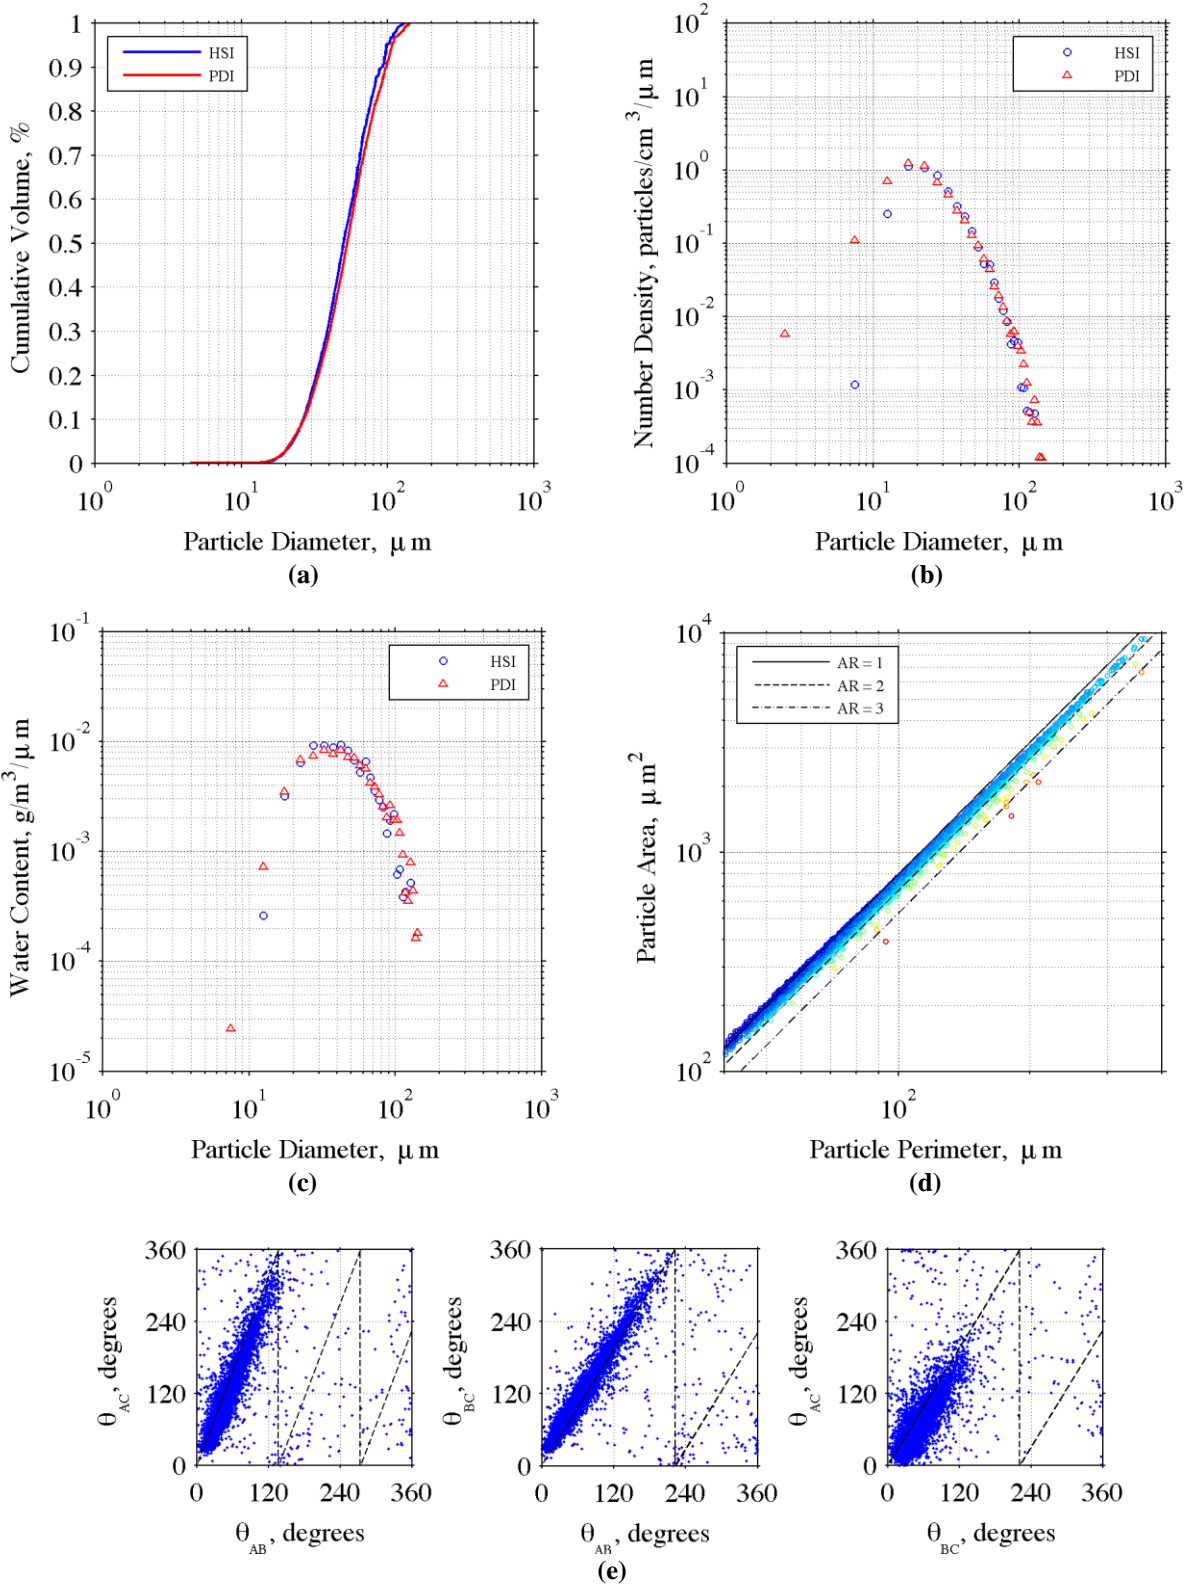 1
0.9
0.8
0.7
0.6
0.5
0.4
0.3
0.2
0.1
0
Cumulative Volume, %
HSI
PDI
10^0 10^1 10^2 10^3
Particle Diameter, μ m
(a)
10^2
10^1
10^0
10^-1
10^-2
10^-3
10^-4
Number Density, particles/cm^3/μ m
HSI
PDI
10^0 10^1 10^2 10^3
Particle Diameter, μ m
(b)
10^-1
10^-2
10^-3
10^-4
10^-5
Water Content, g/m^3/μ m
HSI
PDI
10^0 10^1 10^2 10^3
Particle Diameter, μ m
(c)
10^4
10^3
10^2
Particle Area, μ m^2
AR = 1
AR = 2
AR = 3
10^2
Particle Perimeter, μ m
(d)
360
240
120
0
θ_AC, degrees
0 120 240 360
θ_AB, degrees
360
240
120
0
θ_BC, degrees
0 120 240 360
θ_AB, degrees
360
240
120
0
θ_AC, degrees
0 120 240 360
θ_BC, degrees
(e)